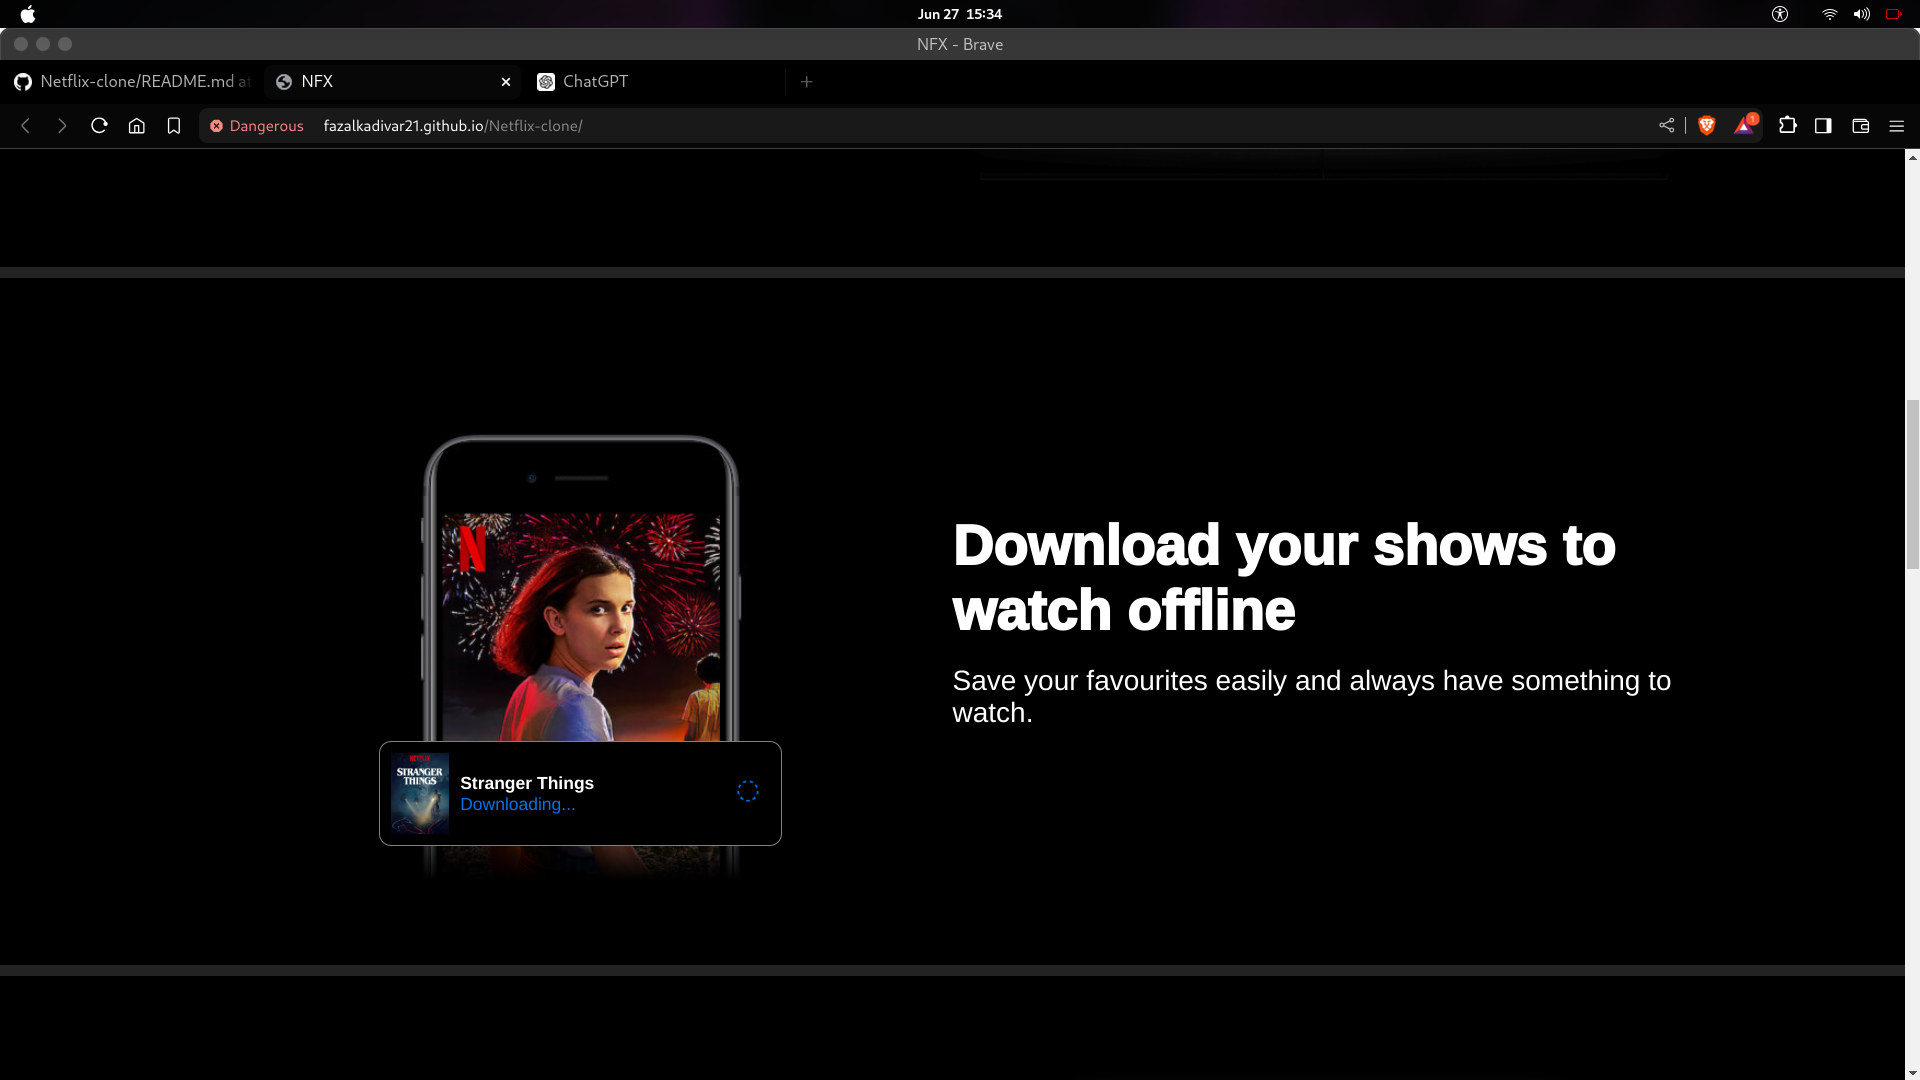 Jun 27 15:34
NFX - Brave
Netflix-clone/README.md at
NFX
ChatGPT
Dangerous
fazalkadivar21.github.io/Netflix-clone/
1
N
Download your shows to
watch offline
Save your favourites easily and always have something to
watch.
NETFLIX
STRANGER
THINGS
Stranger Things
Downloading...